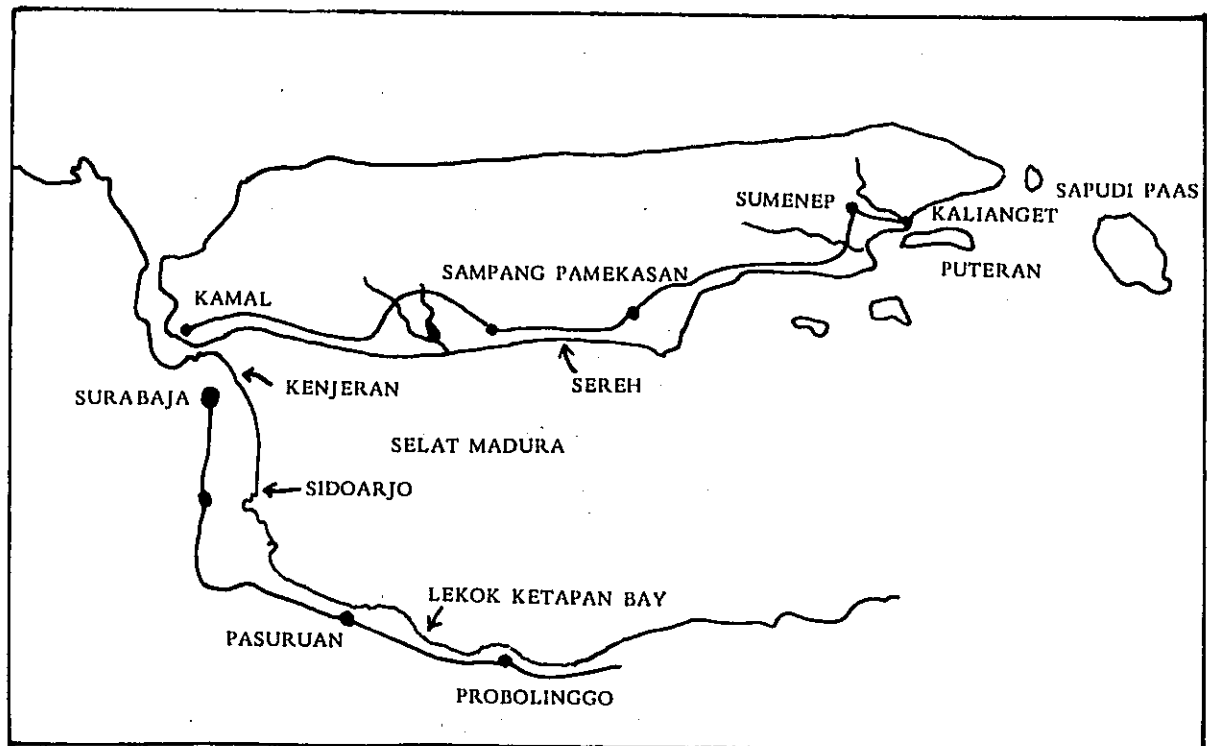 SAPUDI PAAS
SUMENEP
KALIANGET
PUTERAN
SAMPANG PAMEKASAN
KAMAL
SEREH
KENJERAN
SURABAJA
SELAT MADURA
SIDOARJO
LEKOK KETAPAN BAY
PASURUAN
PROBOLINGGO